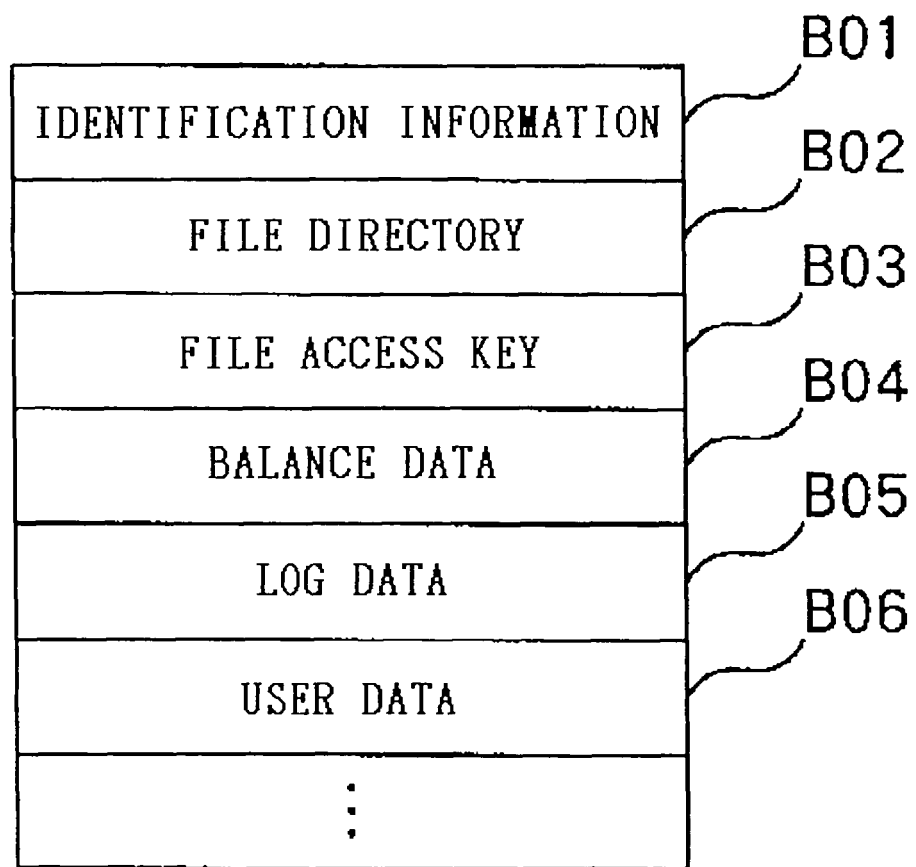 B01
IDENTIFICATION INFORMATION
B02
FILE DIRECTORY
B03
FILE ACCESS KEY
B04
BALANCE DATA
B05
LOG DATA
B06
USER DATA
⋮